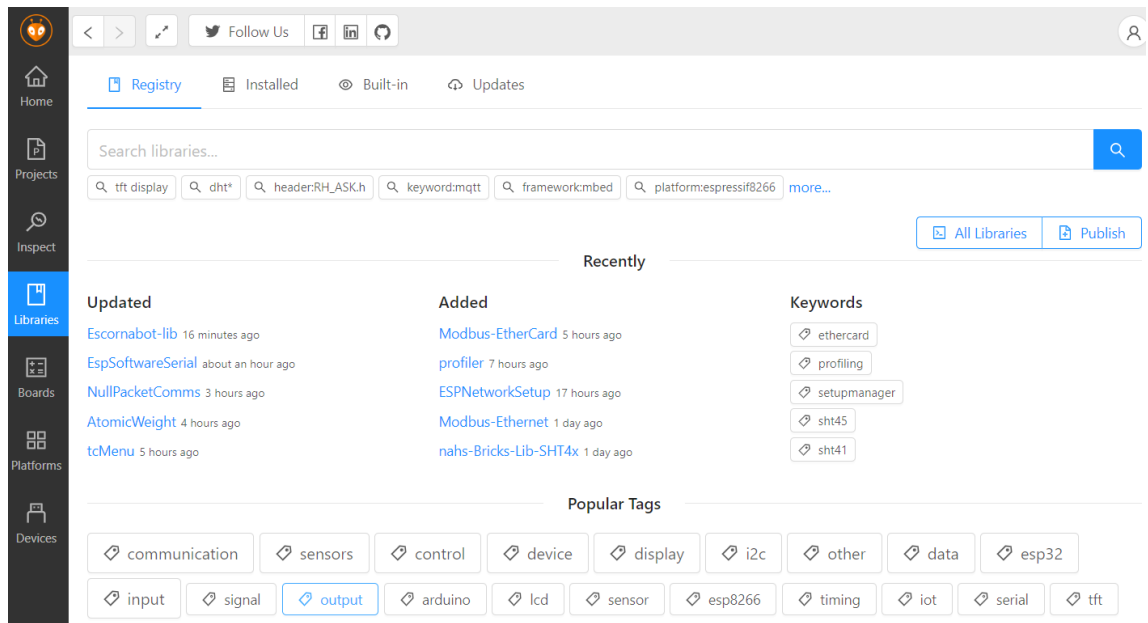 Follow Us
Home
Registry Installed Built-in Updates
Search libraries...
Projects
tft display dht* header:RH_ASK.h keyword:mqtt framework:mbed platform:espressif8266 more...
Inspect
All Libraries Publish
Recently
Libraries
Updated Added Keywords
Escornabot-lib 16 minutes ago Modbus-EtherCard 5 hours ago ethercard
EspSoftwareSerial about an hour ago profiler 7 hours ago profiling
Boards
NullPacketComms 3 hours ago ESPNetworkSetup 17 hours ago setupmanager
AtomicWeight 4 hours ago Modbus-Ethernet 1 day ago sht45
tcMenu 5 hours ago nahs-Bricks-Lib-SHT4x 1 day ago sht41
Platforms
Popular Tags
Devices
communication sensors control device display i2c other data esp32
input signal output arduino lcd sensor esp8266 timing iot serial tft